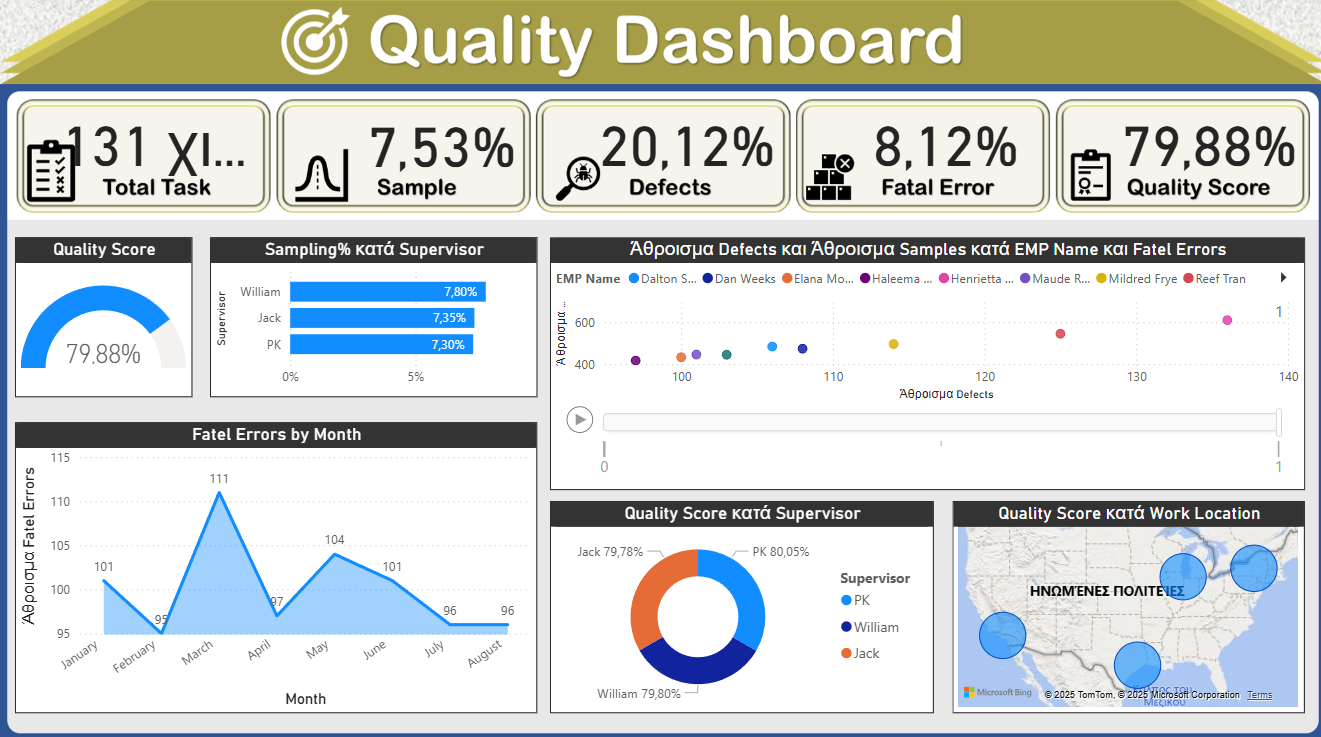 Quality Dashboard
131 χι...
Total Task
7,53%
Sample
20,12%
Defects
8,12%
Fatal Error
79,88%
Quality Score
Quality Score
79,88%
Sampling% κατά Supervisor
Supervisor
William
7,80%
Jack
7,35%
PK
7,30%
0%
5%
Άθροισμα Defects και Άθροισμα Samples κατά EMP Name και Fatel Errors
EMP Name
Dalton S...
Dan Weeks
Elana Mo...
Haleema ...
Henrietta ...
Maude R...
Mildred Frye
Reef Tran
Άθροισμα ...
1
600
400
100
110
120
130
140
Άθροισμα Defects
0
1
Fatel Errors by Month
Άθροισμα Fatel Errors
115
110
105
100
95
101
95
111
97
104
101
96
96
January
February
March
April
May
June
July
August
Month
Quality Score κατά Supervisor
Jack 79,78%
PK 80,05%
William 79,80%
Supervisor
PK
William
Jack
Quality Score κατά Work Location
ΗΝΩΜΈΝΕΣ ΠΟΛΙΤΕΊΕΣ
Κόλπος του
Μεξικού
Microsoft Bing
© 2025 TomTom, © 2025 Microsoft Corporation
Terms